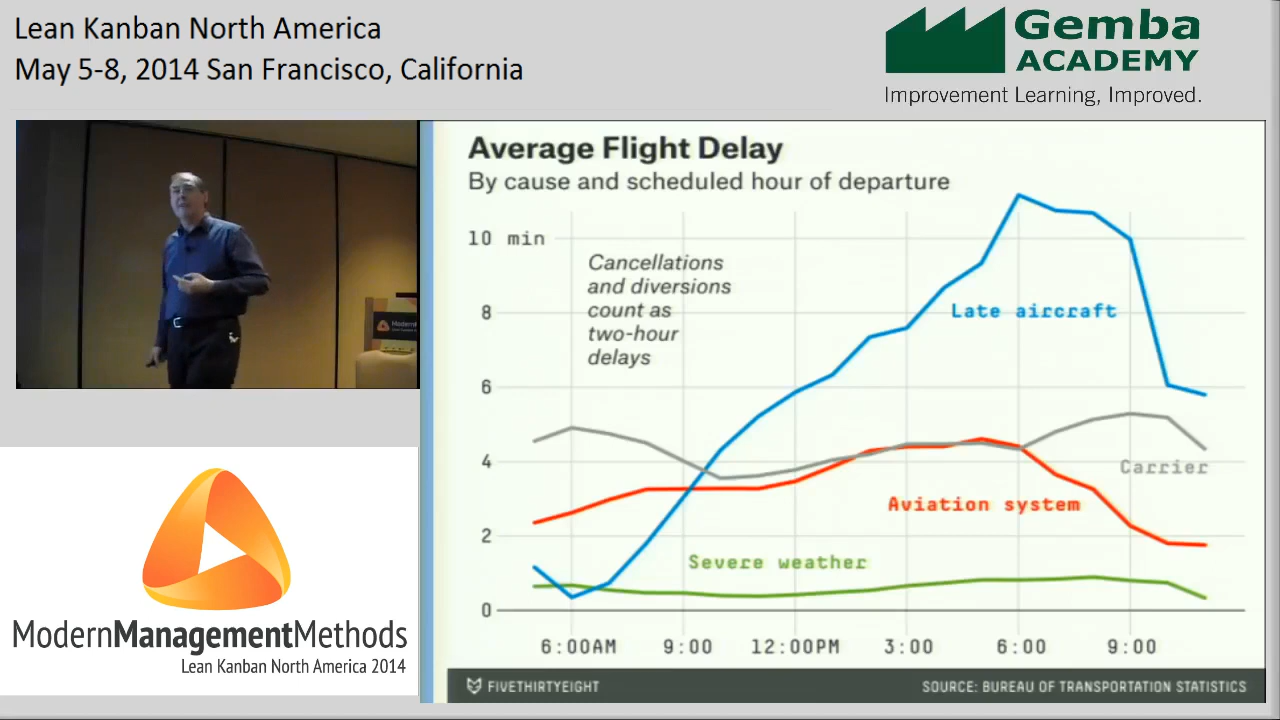 Lean Kanban North America
May 5-8, 2014 San Francisco, California
Gemba
ACADEMY
Improvement Learning, Improved.
Average Flight Delay
By cause and scheduled hour of departure
10 min
8
6
4
2
0
Cancellations
and diversions
count as
two-hour
delays
Late aircraft
Carrier
Aviation system
Severe weather
6:00AM 9:00 12:00PM 3:00 6:00 9:00
FIVETHIRTYEIGHT
SOURCE: BUREAU OF TRANSPORTATION STATISTICS
ModernManagementMethods
Lean Kanban North America 2014